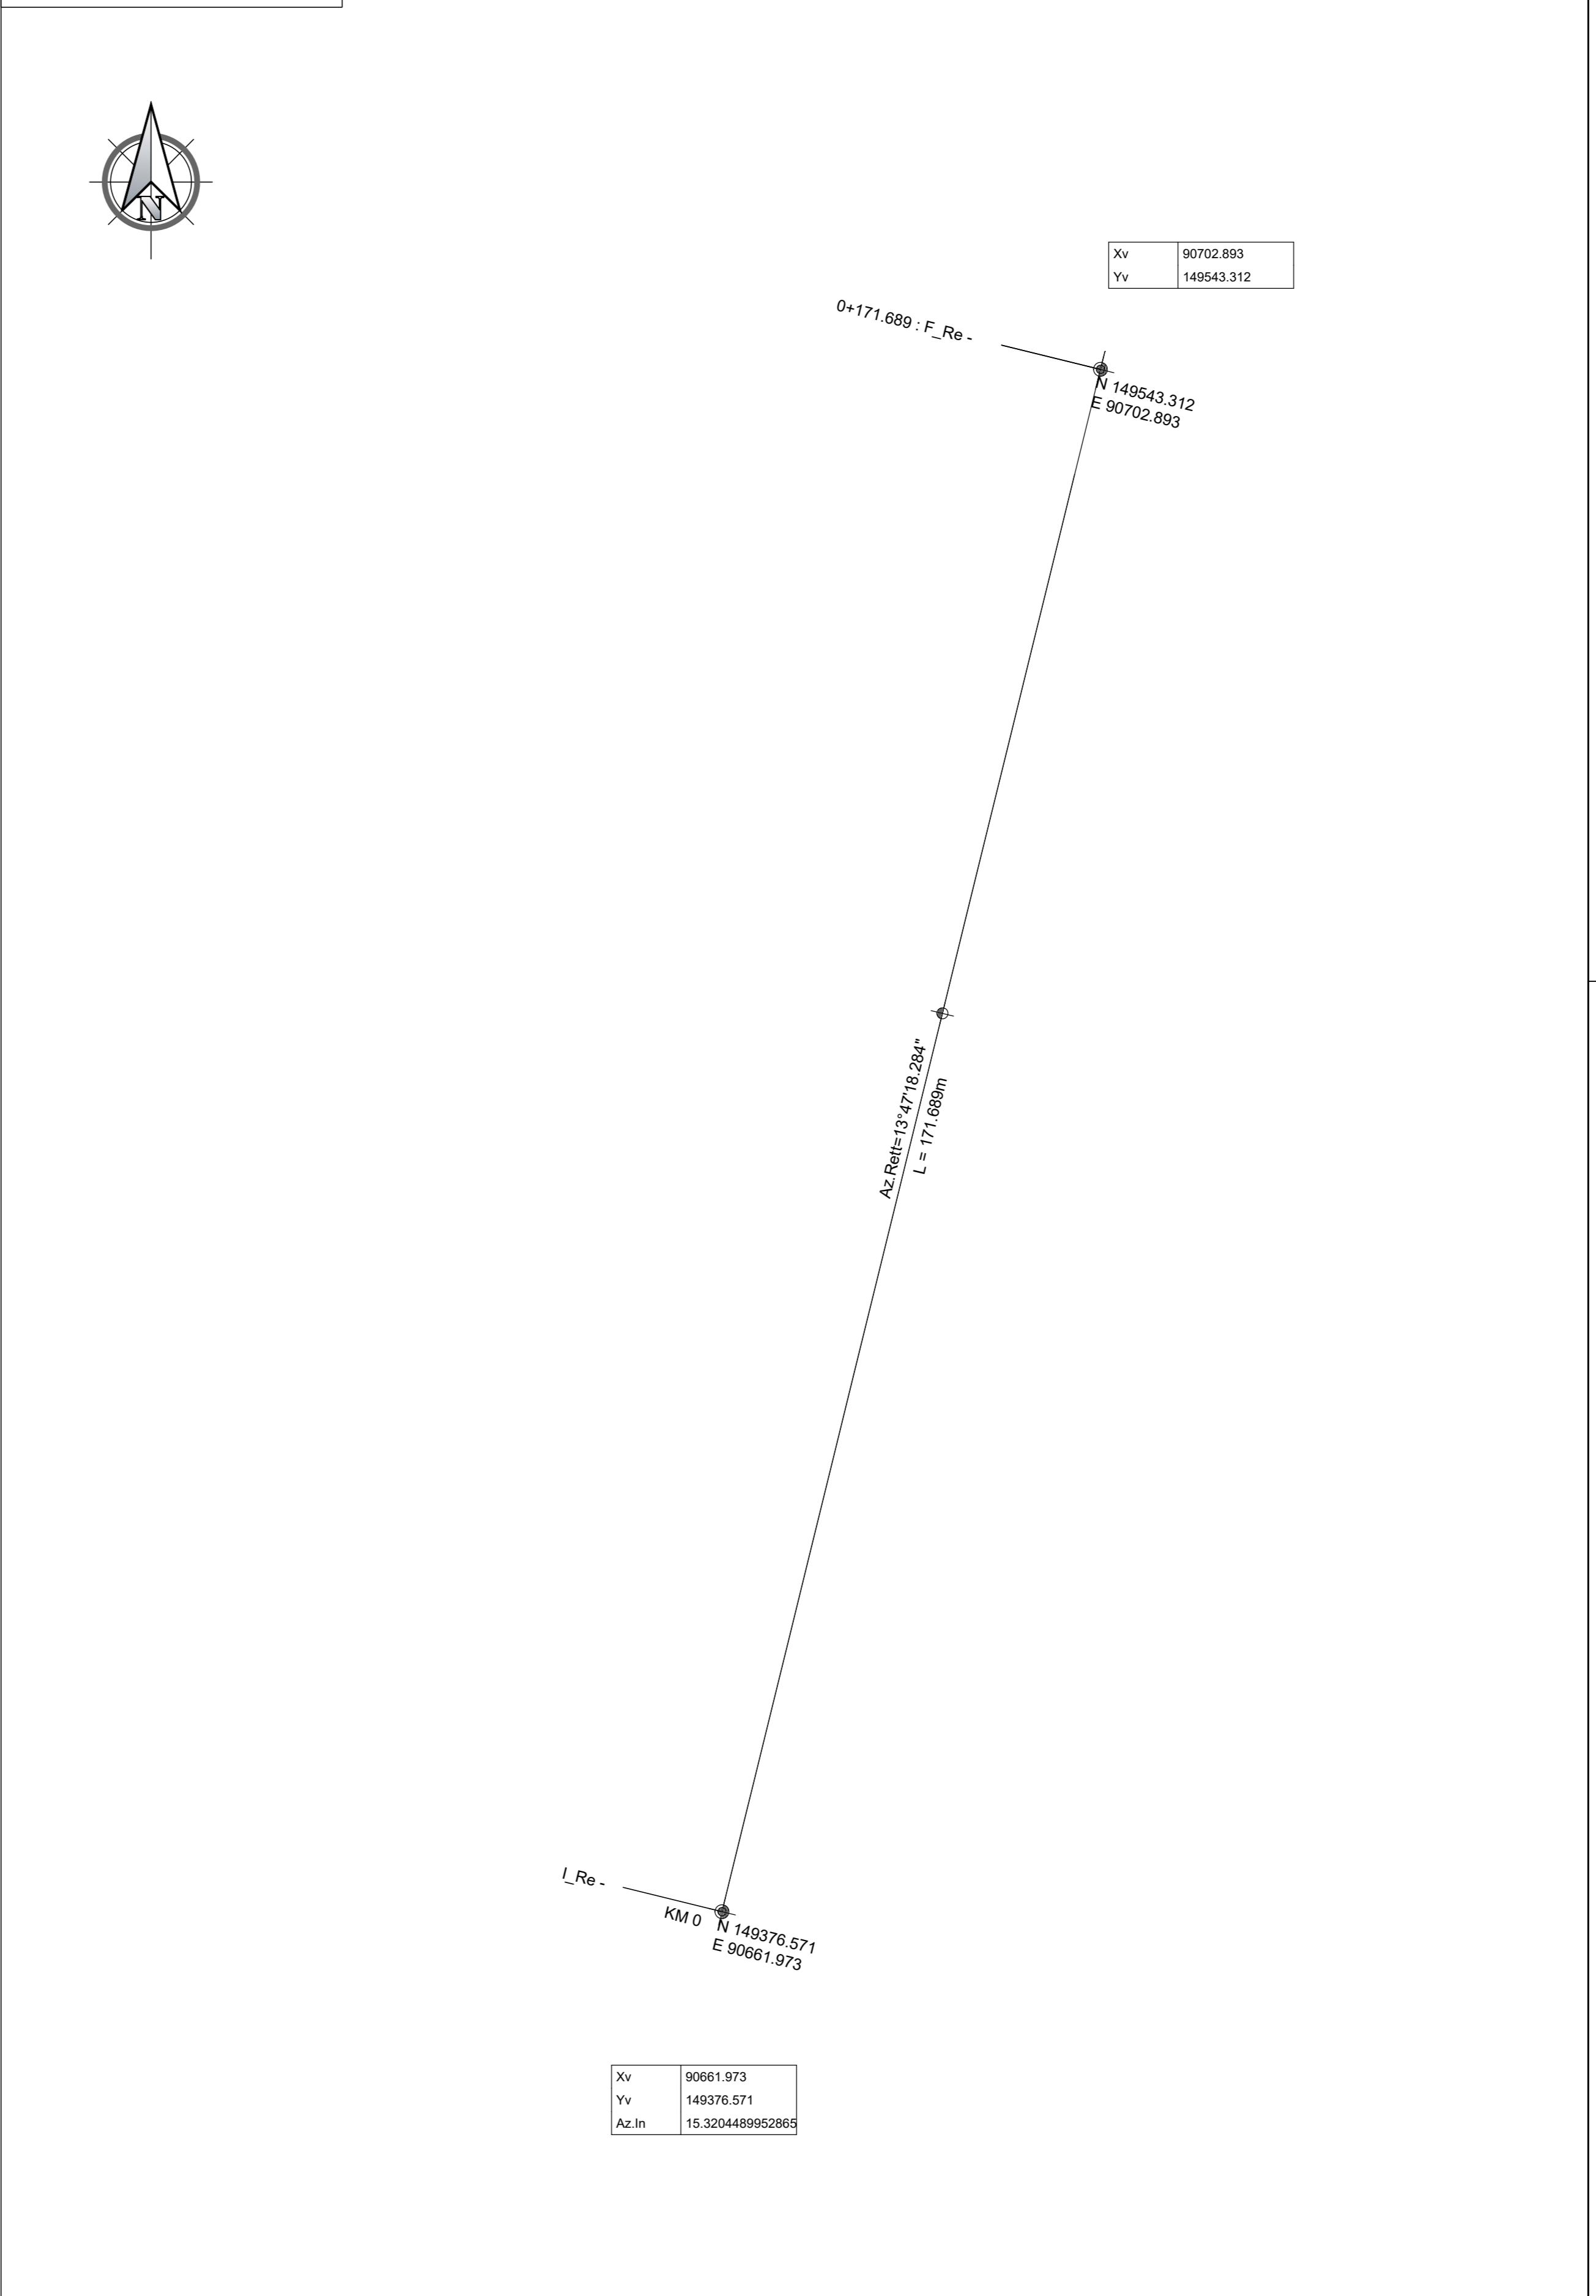 N
Xv 90702.893
Yv 149543.312
0+171.689 : F_Re -
N 149543.312
E 90702.893
Az.Rett=13°47'18.284"
L = 171.689m
I_Re -
KM 0
N 149376.571
E 90661.973
Xv 90661.973
Yv 149376.571
Az.In 15.3204489952865